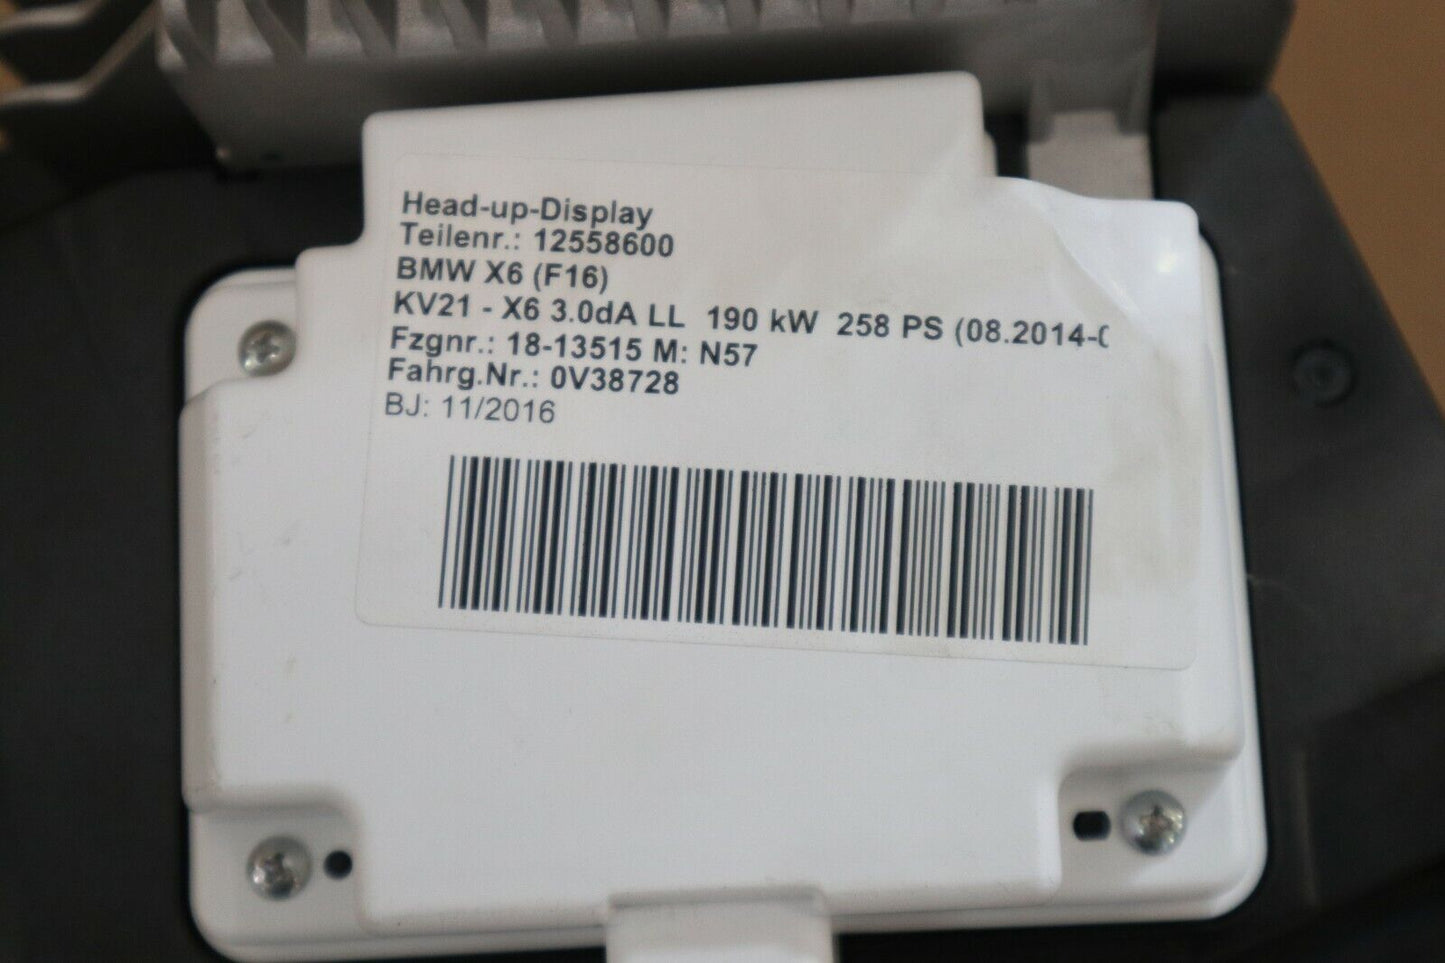 Head-up-Display
Teilenr.: 12558600
BMW X6 (F16)
KV21 - X6 3.0dA LL 190 kW 258 PS (08.2014-
Fzgnr.: 18-13515 M: N57
Fahrg.Nr.: 0V38728
BJ: 11/2016